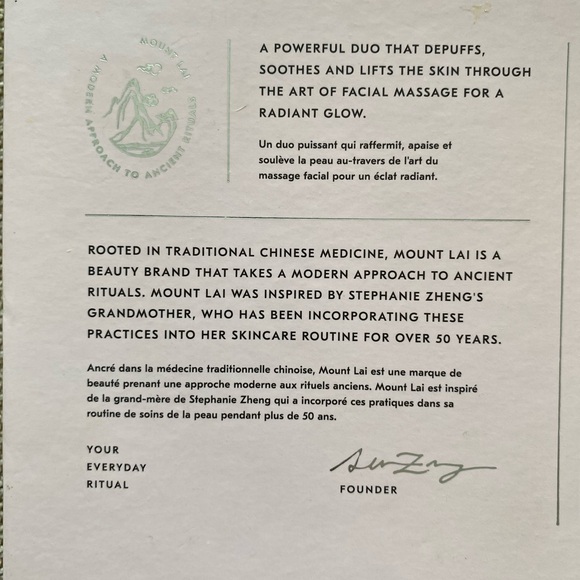 MOUNT LAI
A MODERN APPROACH TO ANCIENT RITUALS
A POWERFUL DUO THAT DEPUFFS,
SOOTHES AND LIFTS THE SKIN THROUGH
THE ART OF FACIAL MASSAGE FOR A
RADIANT GLOW.
Un duo puissant qui raffermit, apaise et
soulève la peau au-travers de l'art du
massage facial pour un éclat radiant.
ROOTED IN TRADITIONAL CHINESE MEDICINE, MOUNT LAI IS A
BEAUTY BRAND THAT TAKES A MODERN APPROACH TO ANCIENT
RITUALS. MOUNT LAI WAS INSPIRED BY STEPHANIE ZHENG'S
GRANDMOTHER, WHO HAS BEEN INCORPORATING THESE
PRACTICES INTO HER SKINCARE ROUTINE FOR OVER 50 YEARS.
Ancré dans la médecine traditionnelle chinoise, Mount Lai est une marque de
beauté prenant une approche moderne aux rituels anciens. Mount Lai est inspiré
de la grand-mère de Stephanie Zheng qui a incorporé ces pratiques dans sa
routine de soins de la peau pendant plus de 50 ans.
YOUR
EVERYDAY
RITUAL
FOUNDER